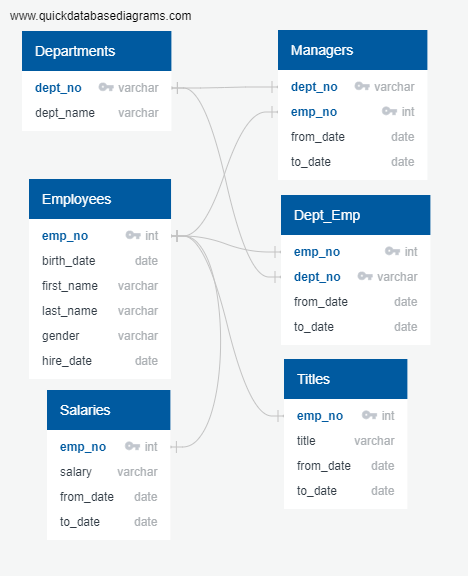 www.quickdatabasediagrams.com
Departments
dept_no varchar
dept_name varchar
Managers
dept_no varchar
emp_no int
from_date date
to_date date
Employees
emp_no int
birth_date date
first_name varchar
last_name varchar
gender varchar
hire_date date
Dept_Emp
emp_no int
dept_no varchar
from_date date
to_date date
Salaries
emp_no int
salary varchar
from_date date
to_date date
Titles
emp_no int
title varchar
from_date date
to_date date